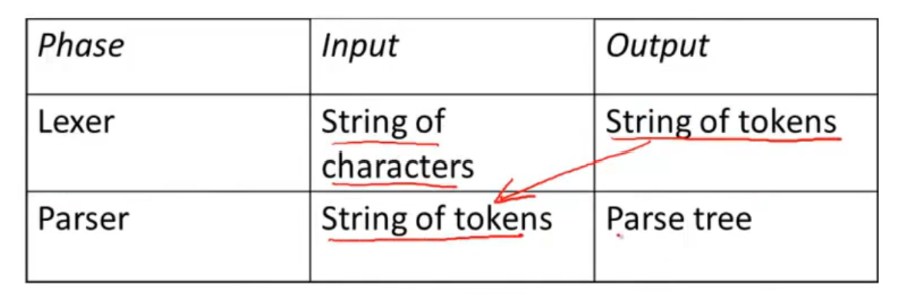 Phase Input Output
Lexer String of String of tokens
characters
Parser String of tokens Parse tree